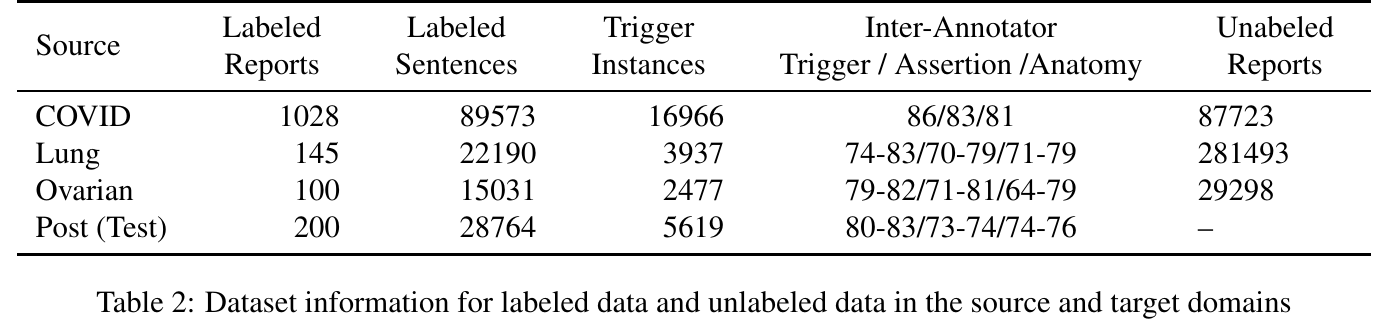 Source Labeled Reports Labeled Sentences Trigger Instances Inter-Annotator Trigger / Assertion /Anatomy Unabeled Reports
COVID 1028 89573 16966 86/83/81 87723
Lung 145 22190 3937 74-83/70-79/71-79 281493
Ovarian 100 15031 2477 79-82/71-81/64-79 29298
Post (Test) 200 28764 5619 80-83/73-74/74-76 –
Table 2: Dataset information for labeled data and unlabeled data in the source and target domains